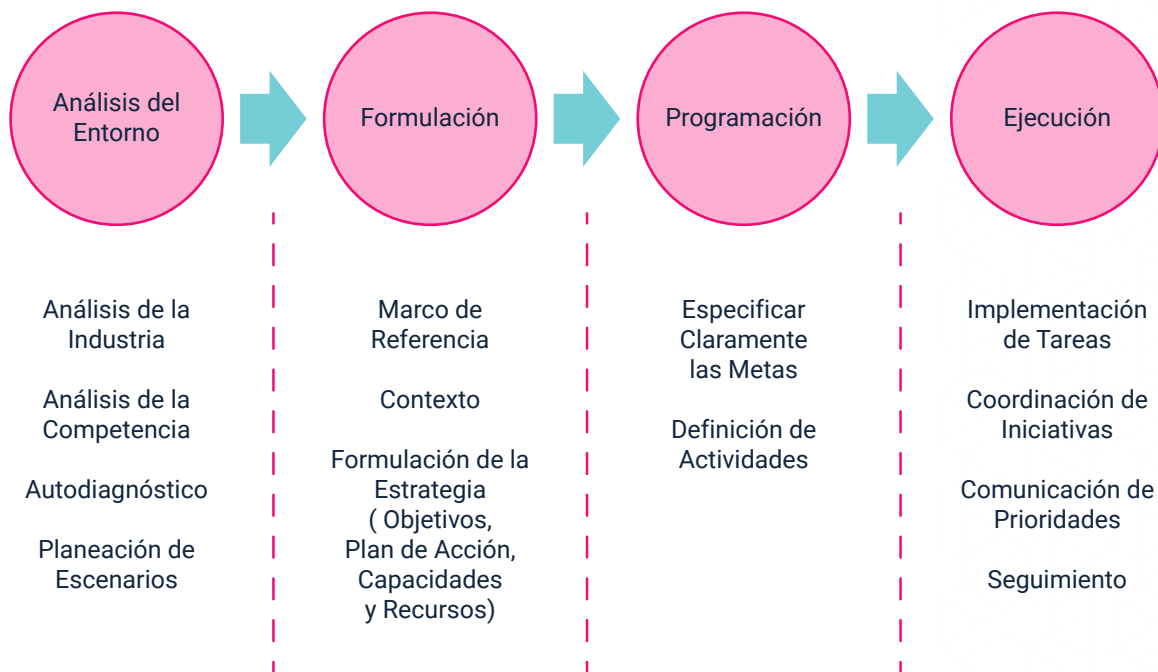 Análisis del
Entorno
Formulación
Programación
Ejecución
Análisis de la
Industria
Análisis de la
Competencia
Autodiagnóstico
Planeación de
Escenarios
Marco de
Referencia
Contexto
Formulación de la
Estrategia
( Objetivos,
Plan de Acción,
Capacidades
y Recursos)
Especificar
Claramente
las Metas
Definición de
Actividades
Implementación
de Tareas
Coordinación de
Iniciativas
Comunicación de
Prioridades
Seguimiento